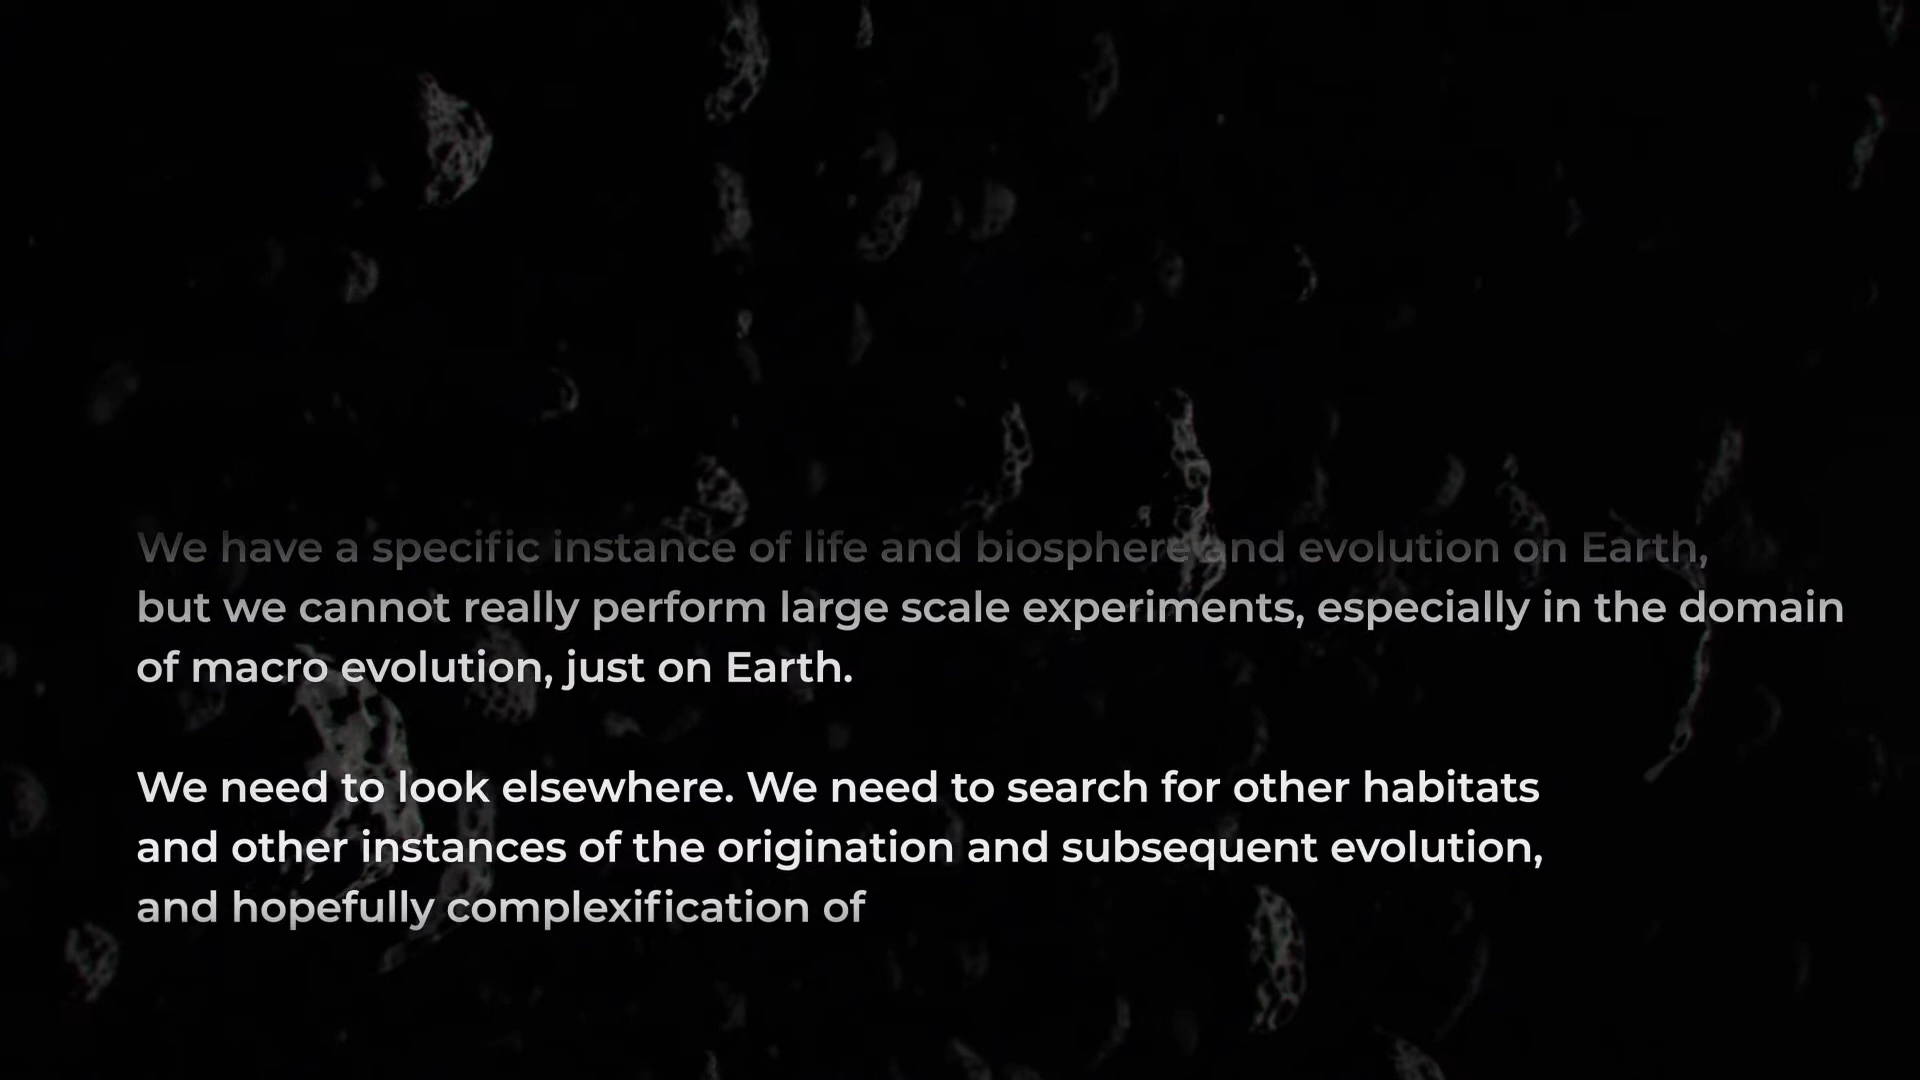 We have a specific instance of life and biosphere and evolution on Earth,
but we cannot really perform large scale experiments, especially in the domain
of macro evolution, just on Earth.
We need to look elsewhere. We need to search for other habitats
and other instances of the origination and subsequent evolution,
and hopefully complexification of